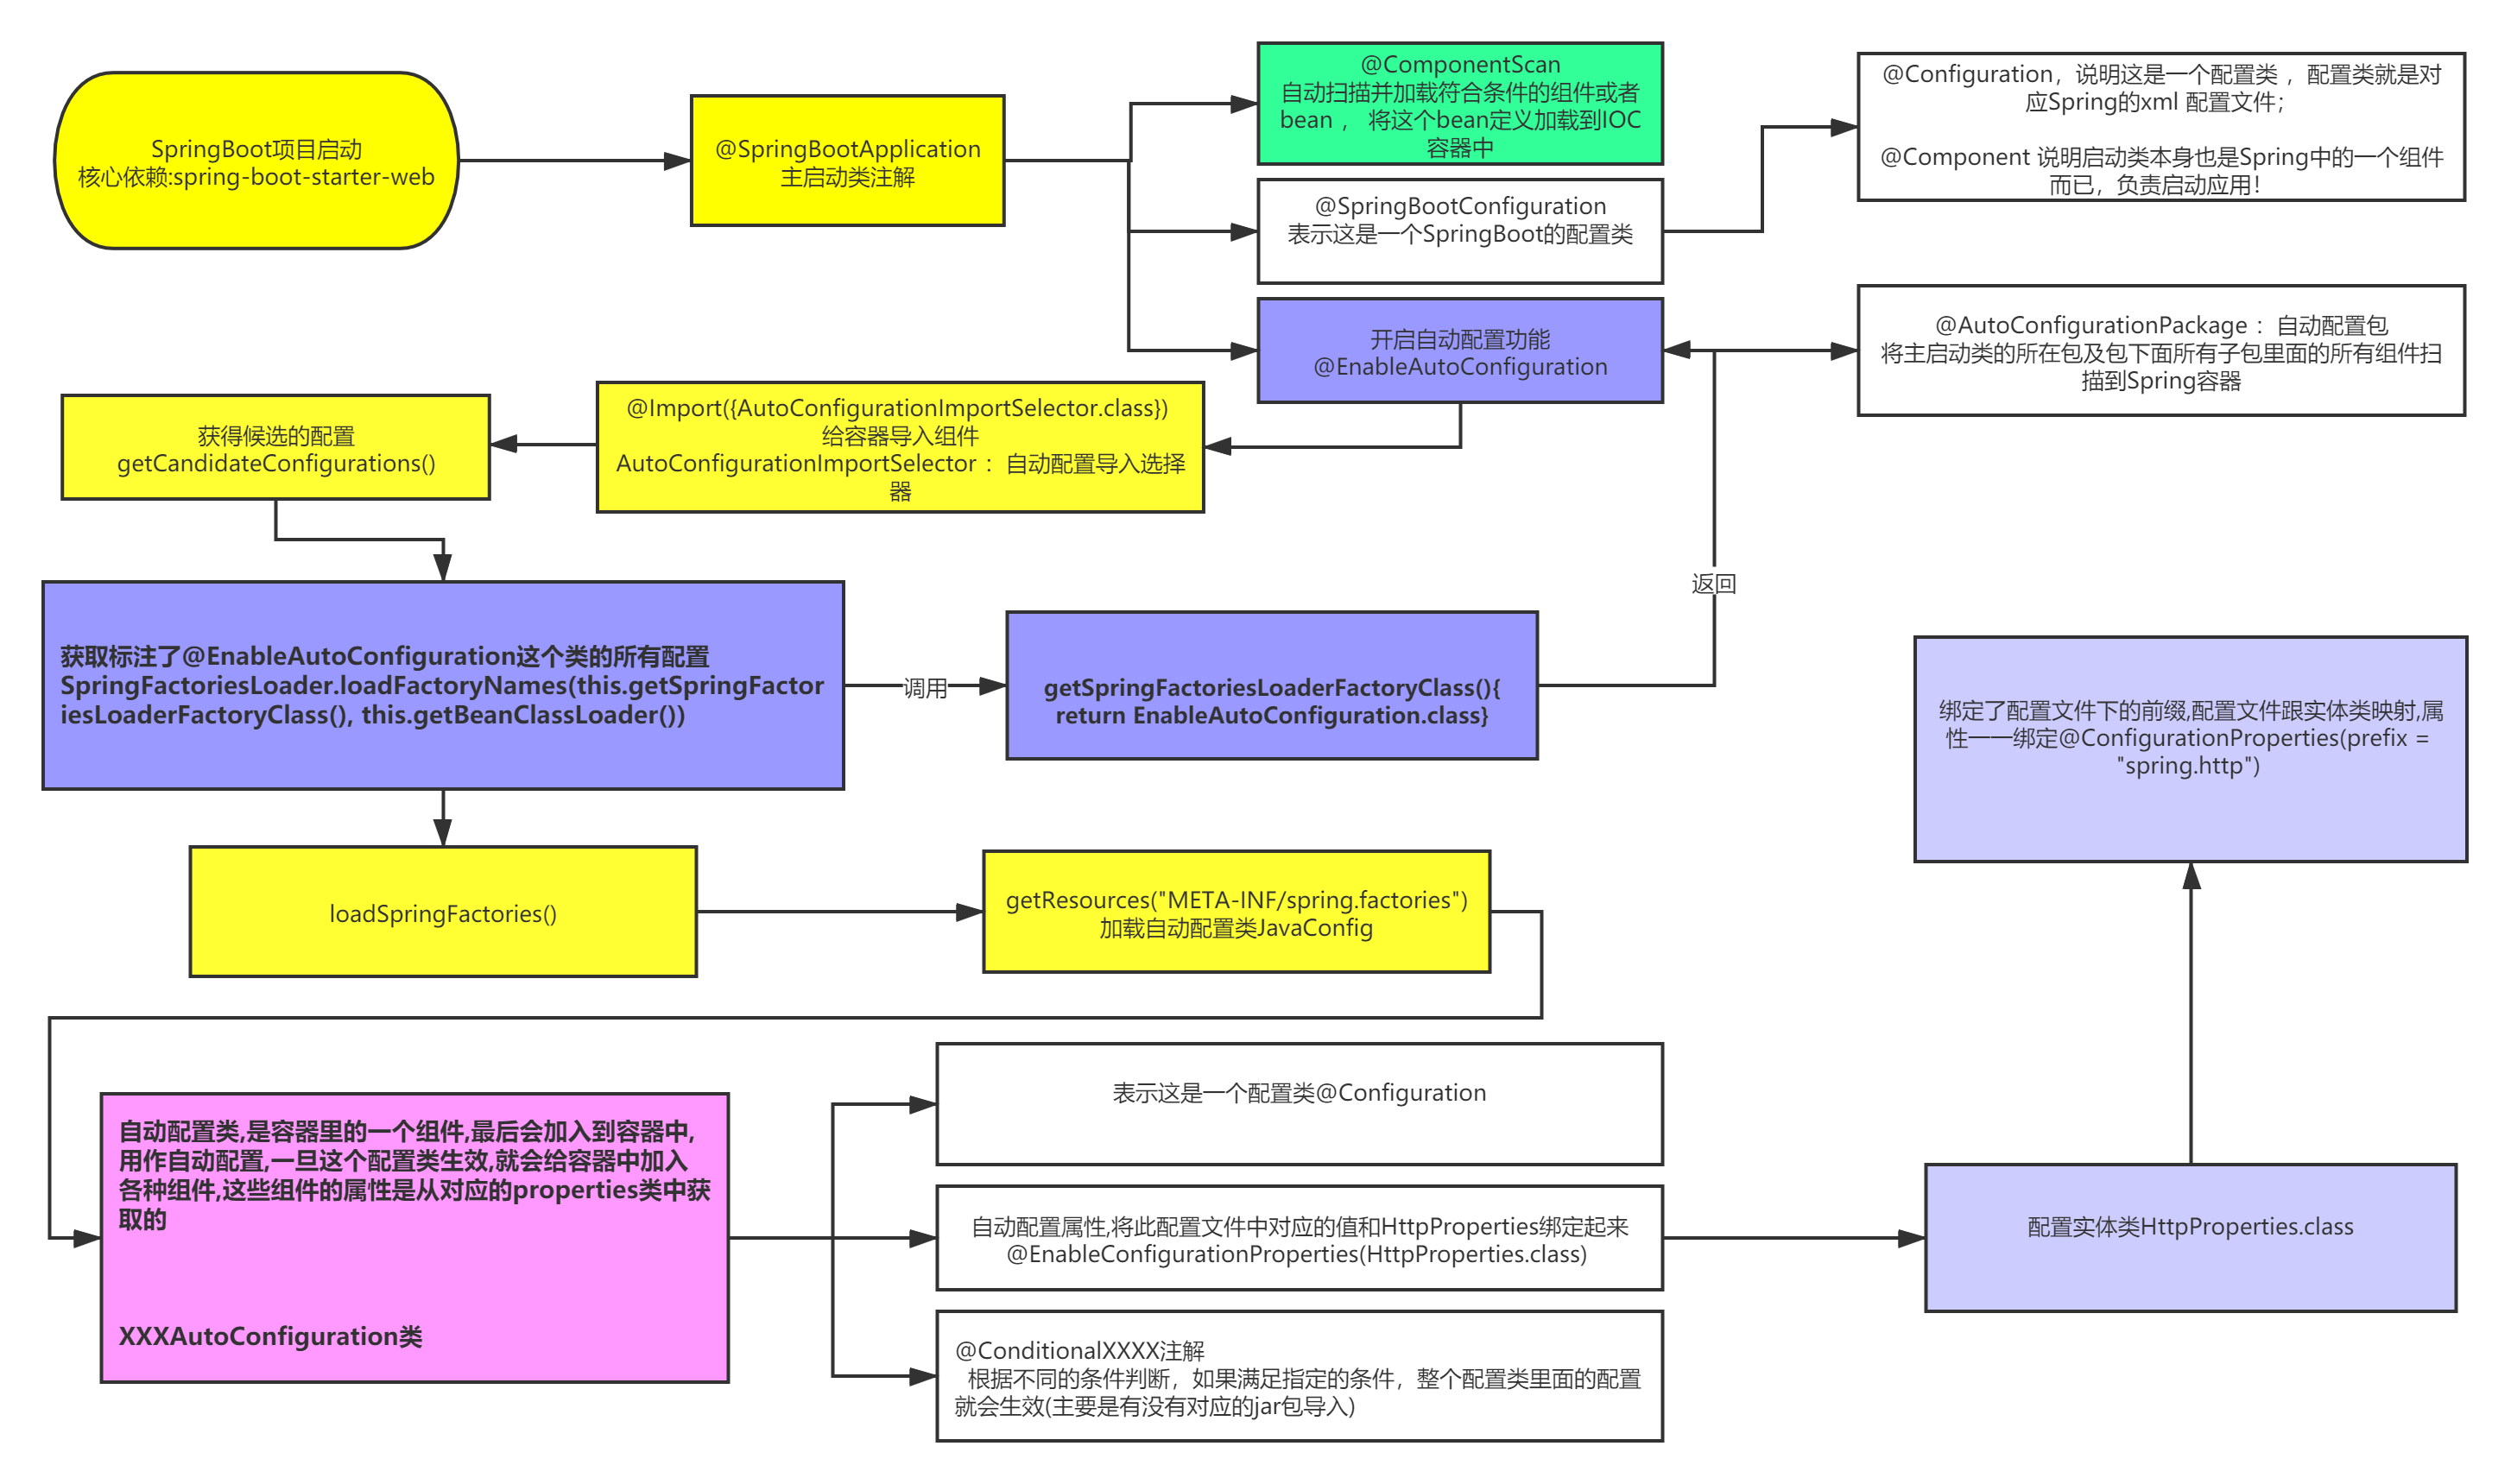 SpringBoot项目启动
核心依赖:spring-boot-starter-web
@SpringBootApplication
主启动类注解
@ComponentScan
自动扫描并加载符合条件的组件或者
bean ， 将这个bean定义加载到IOC
容器中
@Configuration，说明这是一个配置类 ，配置类就是对
应Spring的xml 配置文件；
@Component 说明启动类本身也是Spring中的一个组件
而已，负责启动应用！
@SpringBootConfiguration
表示这是一个SpringBoot的配置类
开启自动配置功能
@EnableAutoConfiguration
@AutoConfigurationPackage ：自动配置包
将主启动类的所在包及包下面所有子包里面的所有组件扫
描到Spring容器
@Import({AutoConfigurationImportSelector.class})
给容器导入组件
AutoConfigurationImportSelector ：自动配置导入选择
器
获得候选的配置
getCandidateConfigurations()
获取标注了@EnableAutoConfiguration这个类的所有配置
SpringFactoriesLoader.loadFactoryNames(this.getSpringFactor
iesLoaderFactoryClass(), this.getBeanClassLoader())
调用
getSpringFactoriesLoaderFactoryClass(){
return EnableAutoConfiguration.class}
返回
绑定了配置文件下的前缀,配置文件跟实体类映射,属
性一一绑定@ConfigurationProperties(prefix =
"spring.http")
loadSpringFactories()
getResources("META-INF/spring.factories")
加载自动配置类JavaConfig
自动配置类,是容器里的一个组件,最后会加入到容器中,
用作自动配置,一旦这个配置类生效,就会给容器中加入
各种组件,这些组件的属性是从对应的properties类中获
取的
XXXAutoConfiguration类
表示这是一个配置类@Configuration
自动配置属性,将此配置文件中对应的值和HttpProperties绑定起来
@EnableConfigurationProperties(HttpProperties.class)
配置实体类HttpProperties.class
@ConditionalXXXX注解
根据不同的条件判断，如果满足指定的条件，整个配置类里面的配置
就会生效(主要是有没有对应的jar包导入)